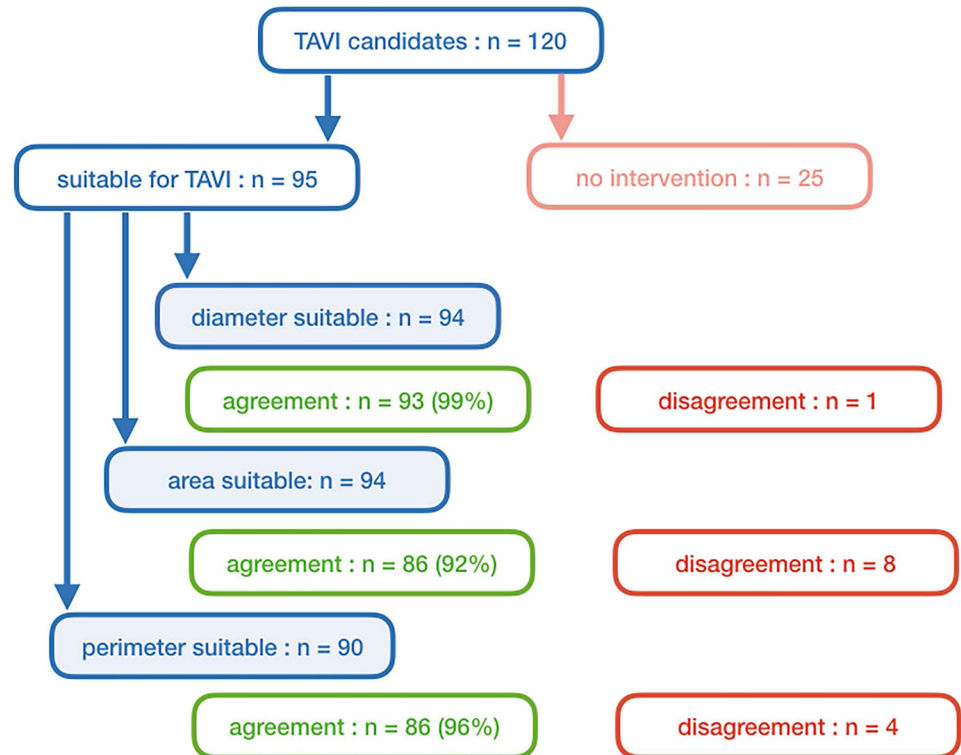 TAVI candidates : n = 120
suitable for TAVI : n = 95
no intervention : n = 25
diameter suitable : n = 94
agreement : n = 93 (99%)
disagreement : n = 1
area suitable: n = 94
agreement : n = 86 (92%)
disagreement : n = 8
perimeter suitable : n = 90
agreement : n = 86 (96%)
disagreement : n = 4